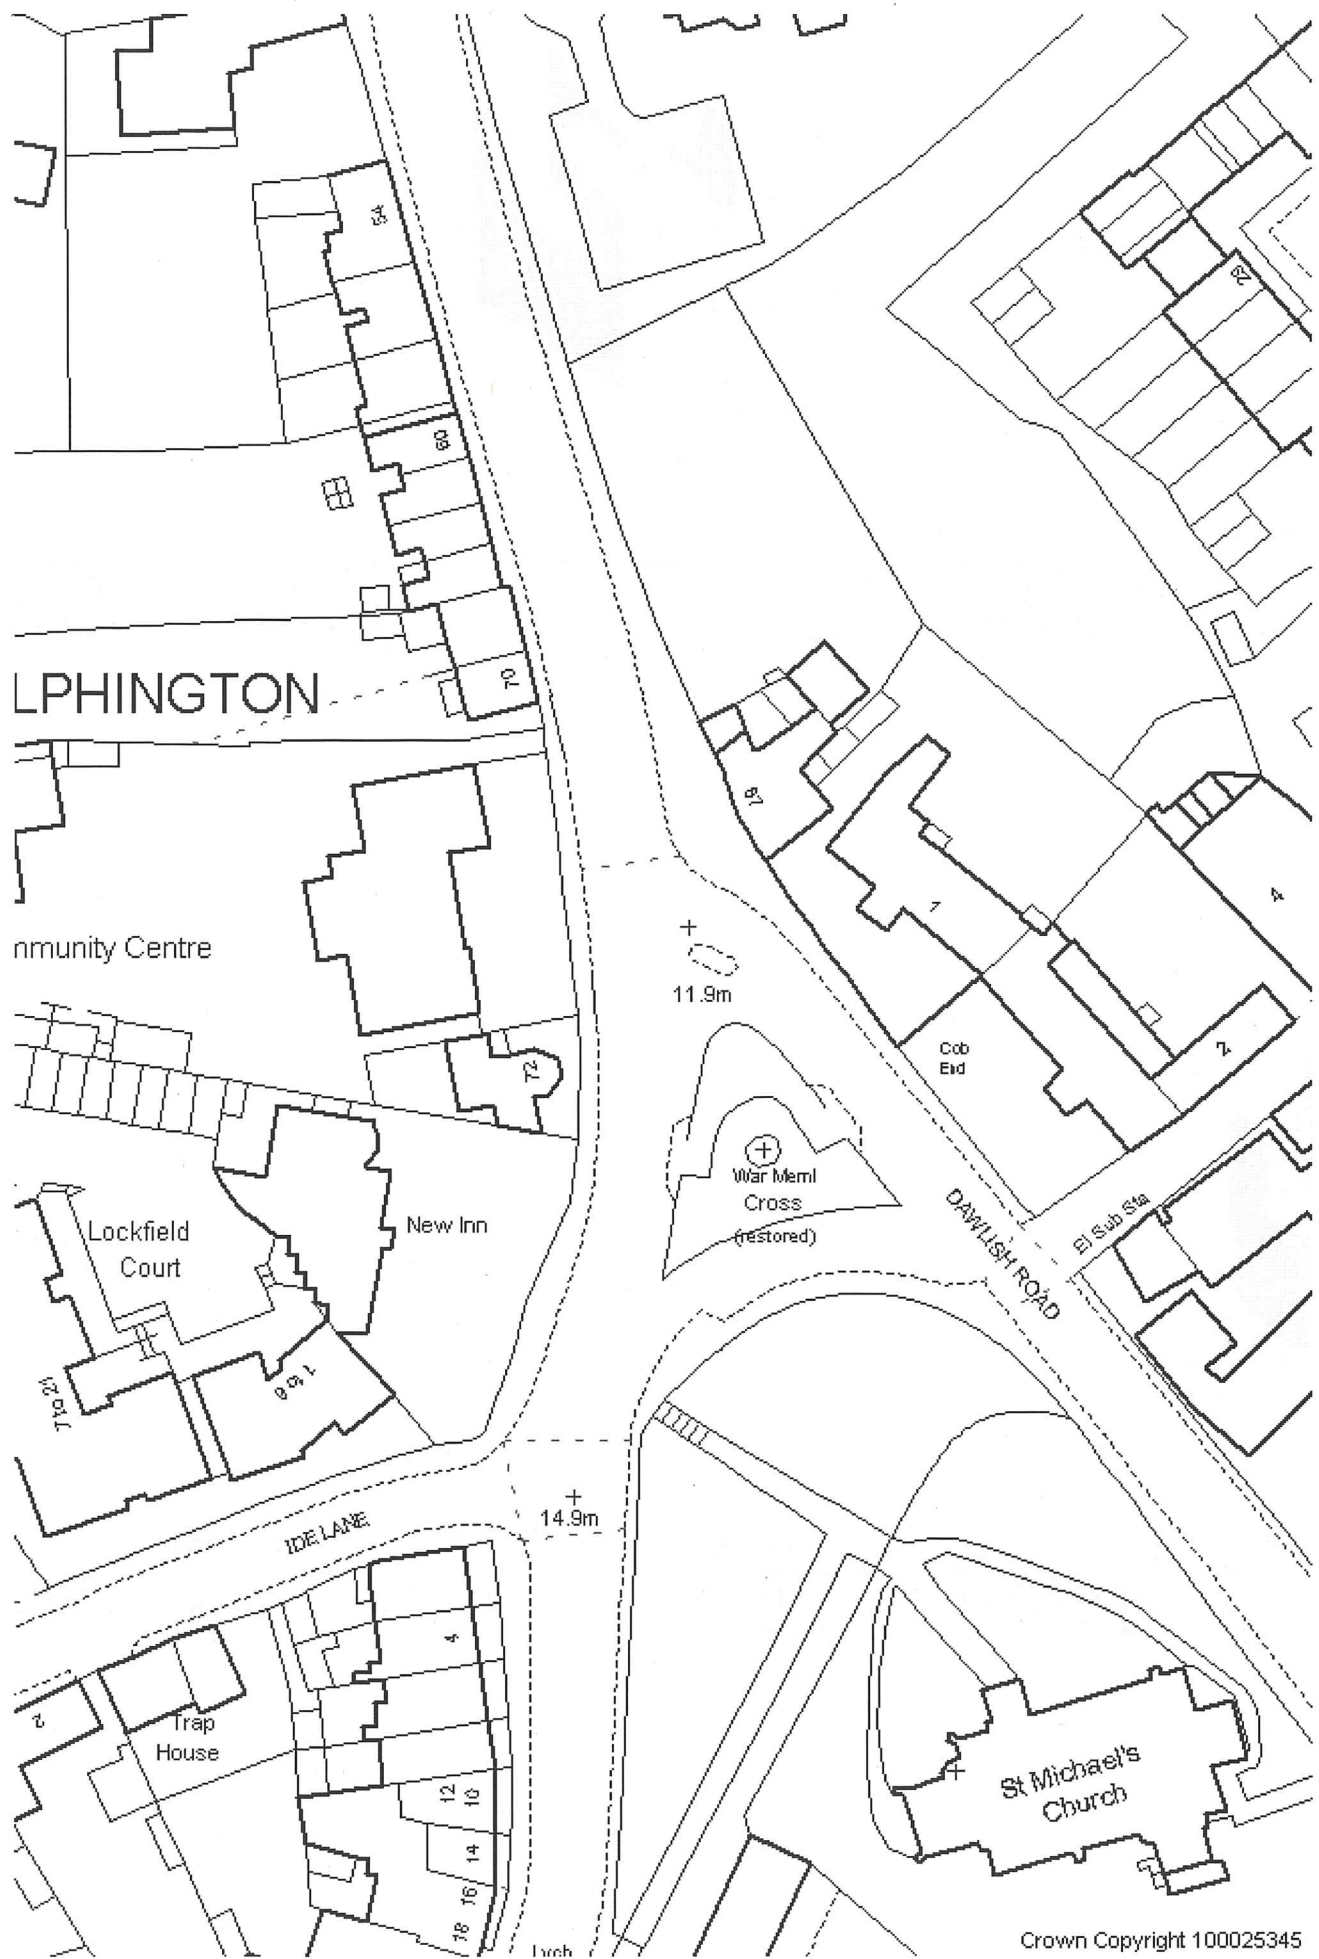 54
29
60
70
LPHINGTON
67
nmunity Centre
1
4
11.9m
72
Cob
End
2
War Meml
Cross
(restored)
DAWLISH ROAD
El Sub Sta
Lockfield
Court
New Inn
7 to 21
1 to 6
14.9m
IDE LANE
4
2
Trap
House
12
10
14
16
18
St Michael's
Church
Lych
Crown Copyright 100025345